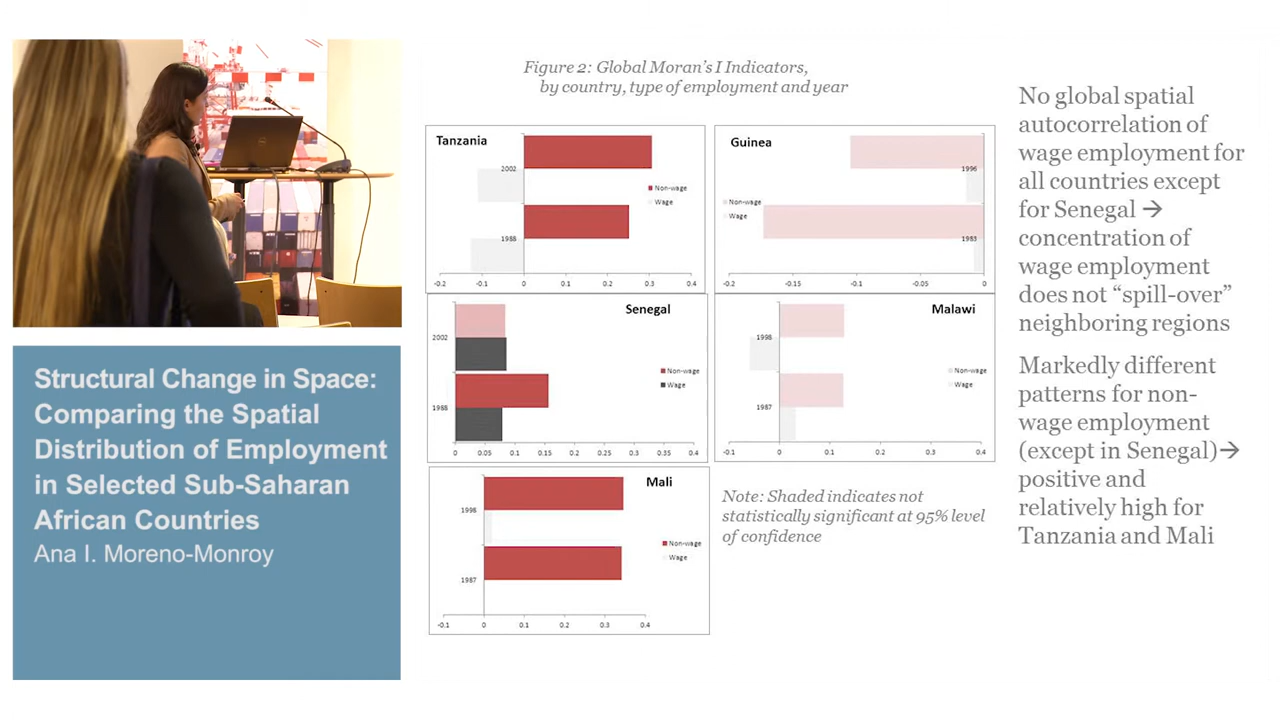 Structural Change in Space:
Comparing the Spatial
Distribution of Employment
in Selected Sub-Saharan
African Countries
Ana I. Moreno-Monroy
Figure 2: Global Moran's I Indicators,
by country, type of employment and year
Tanzania
2002
1988
Non-wage
Wage
-0.2 -0.1 0 0.1 0.2 0.3 0.4
Guinea
1996
1983
Non-wage
Wage
-0.2 -0.15 -0.1 -0.05 0
Senegal
2002
1988
Non-wage
Wage
0 0.05 0.1 0.15 0.2 0.25 0.3 0.35 0.4
Malawi
1998
1987
Non-wage
Wage
-0.1 0 0.1 0.2 0.3 0.4
Mali
1998
1987
Non-wage
Wage
-0.1 0 0.1 0.2 0.3 0.4
Note: Shaded indicates not
statistically significant at 95% level
of confidence
No global spatial
autocorrelation of
wage employment for
all countries except
for Senegal →
concentration of
wage employment
does not “spill-over”
neighboring regions
Markedly different
patterns for non-
wage employment
(except in Senegal)→
positive and
relatively high for
Tanzania and Mali